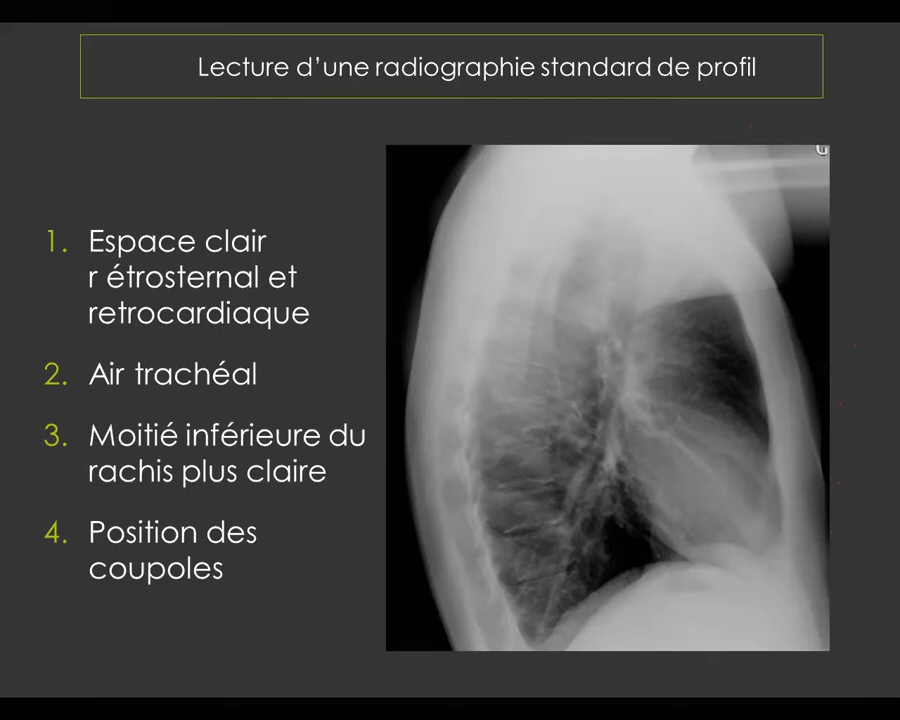 Lecture d’une radiographie standard de profil
1. Espace clair
r étrosternal et
retrocardiaque
2. Air trachéal
3. Moitié inférieure du
rachis plus claire
4. Position des
coupoles